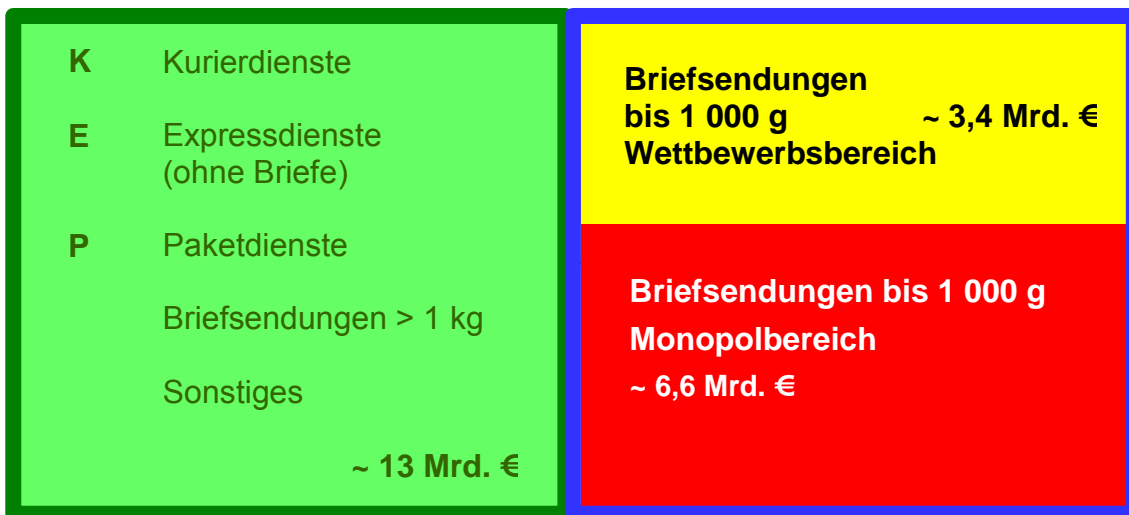 K Kurierdienste
E Expressdienste
(ohne Briefe)
P Paketdienste
Briefsendungen > 1 kg
Sonstiges
~ 13 Mrd. €
Briefsendungen
bis 1 000 g ~ 3,4 Mrd. €
Wettbewerbsbereich
Briefsendungen bis 1 000 g
Monopolbereich
~ 6,6 Mrd. €